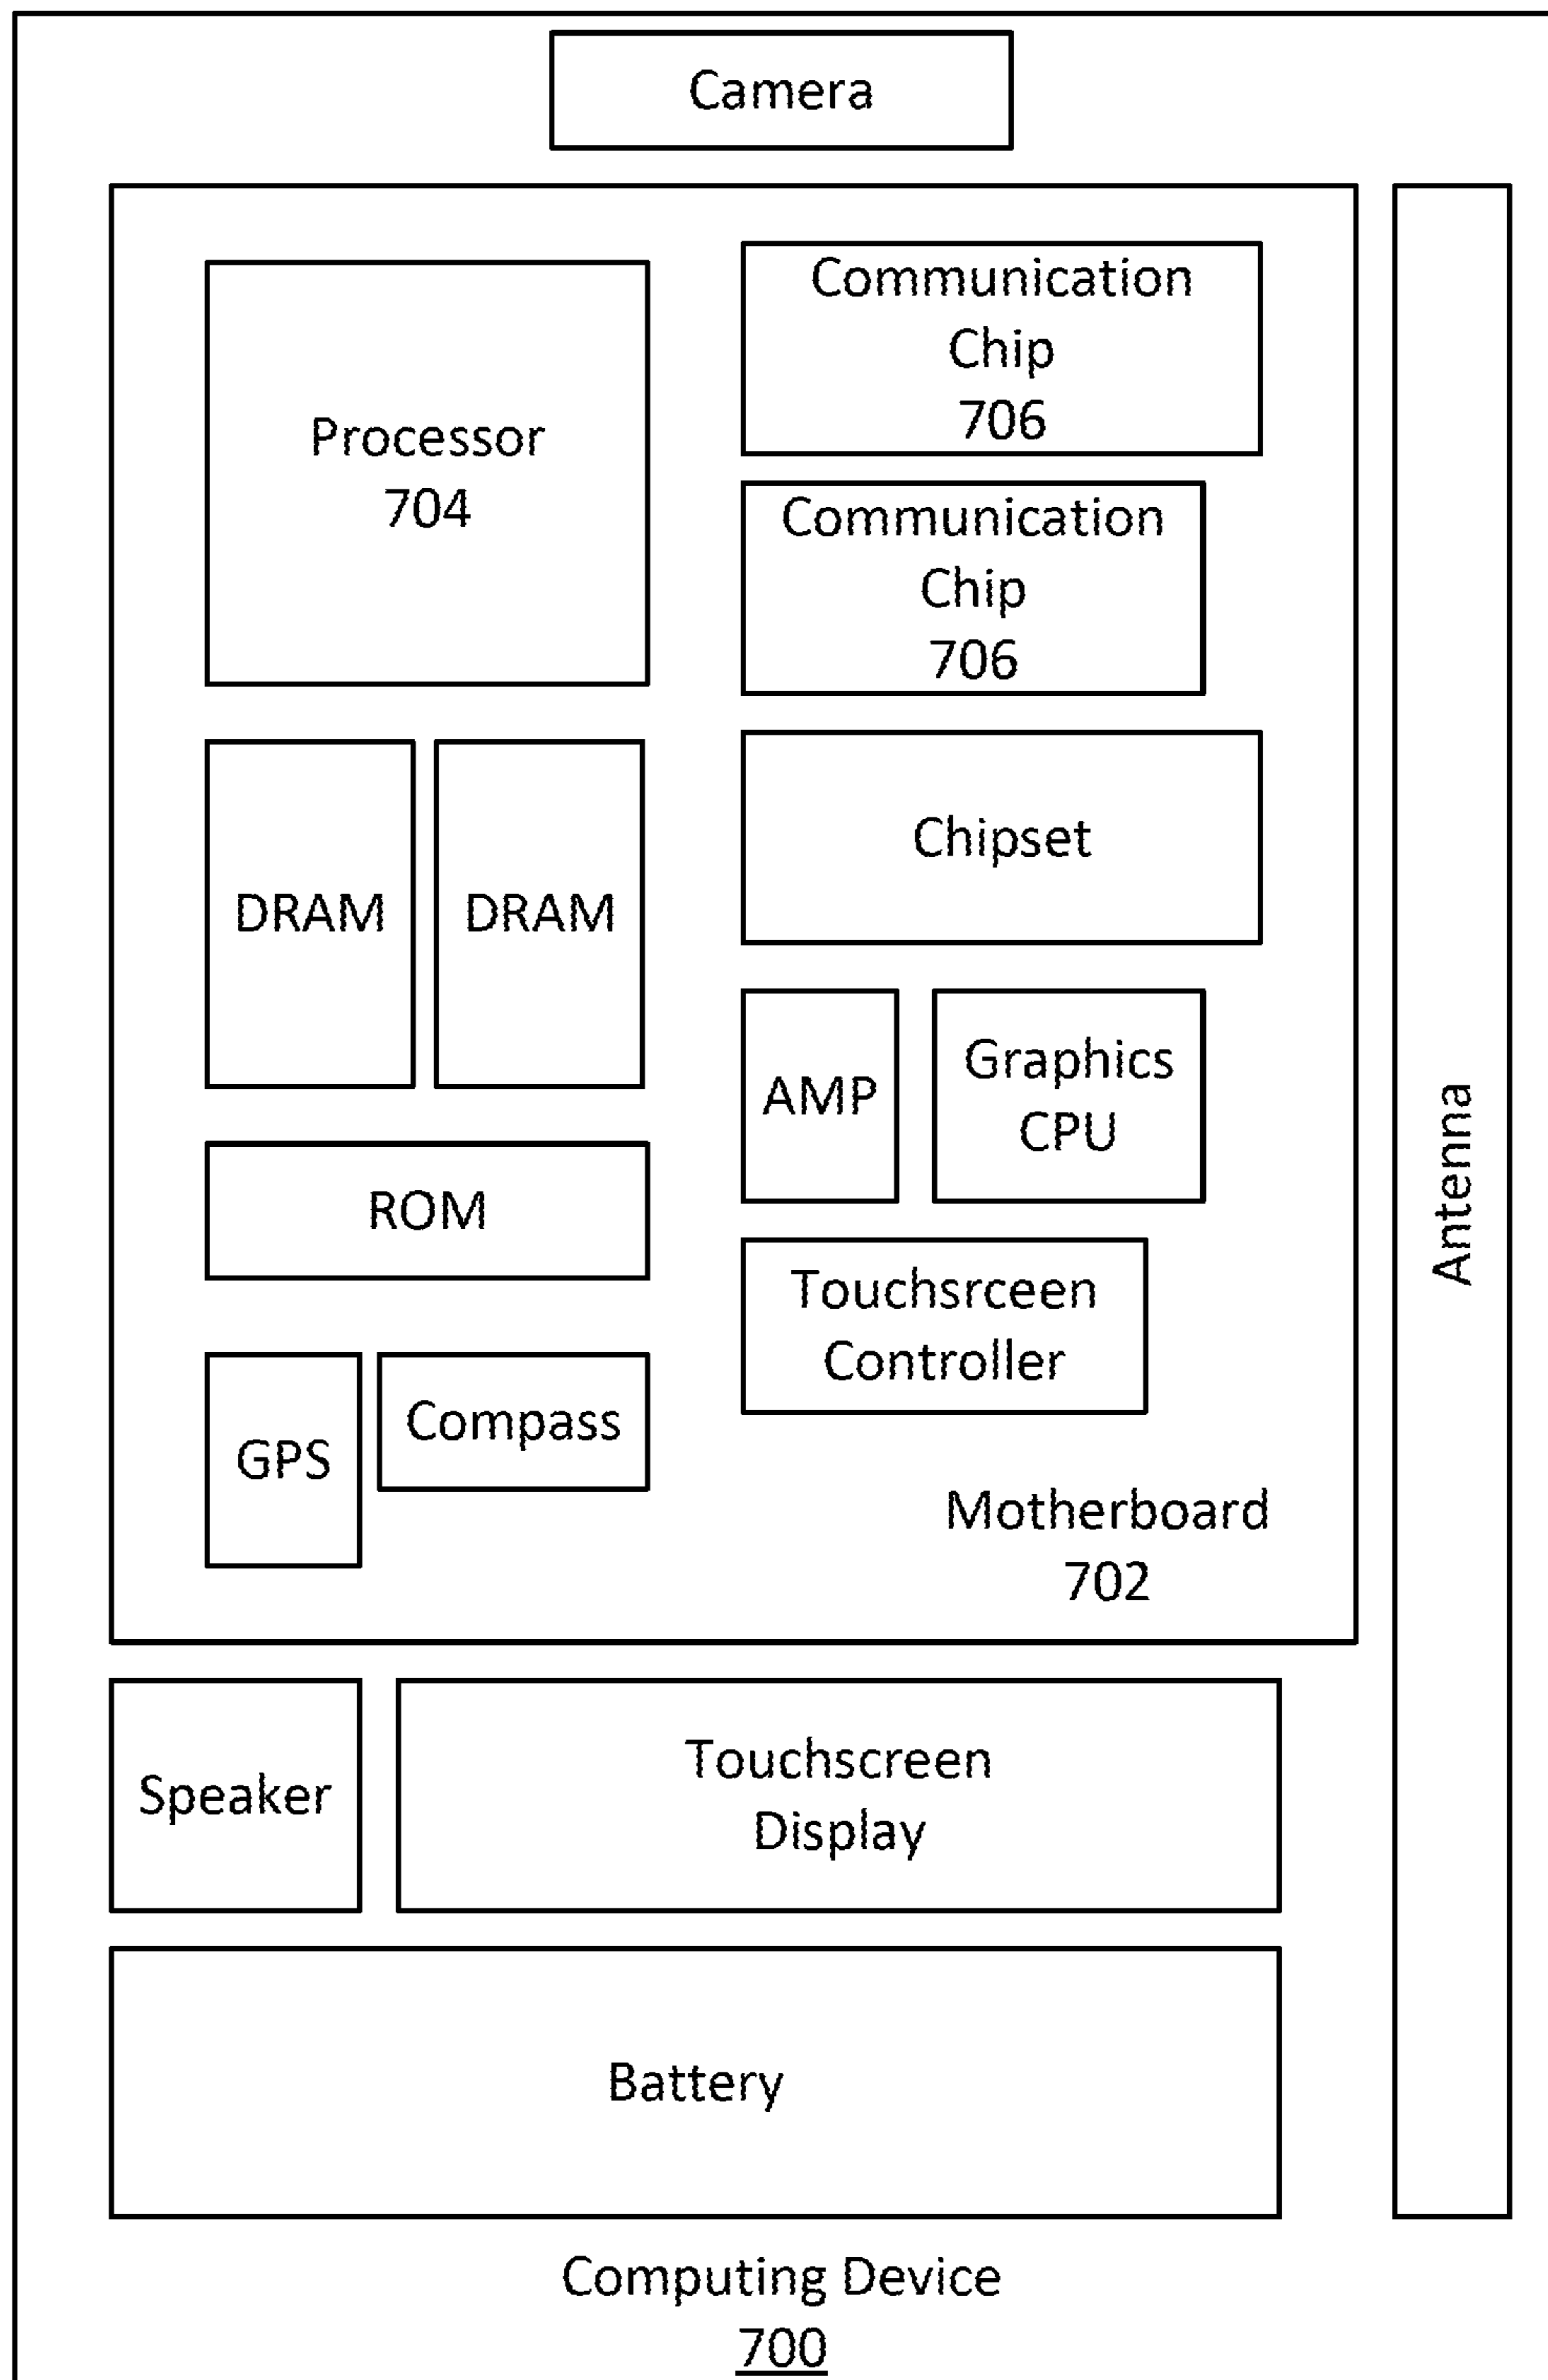 Camera
Processor
704
Communication
Chip
706
Communication
Chip
706
DRAM
DRAM
Chipset
AMP
Graphics
CPU
ROM
Touchsrceen
Controller
GPS
Compass
Motherboard
702
Antenna
Speaker
Touchscreen
Display
Battery
Computing Device
700